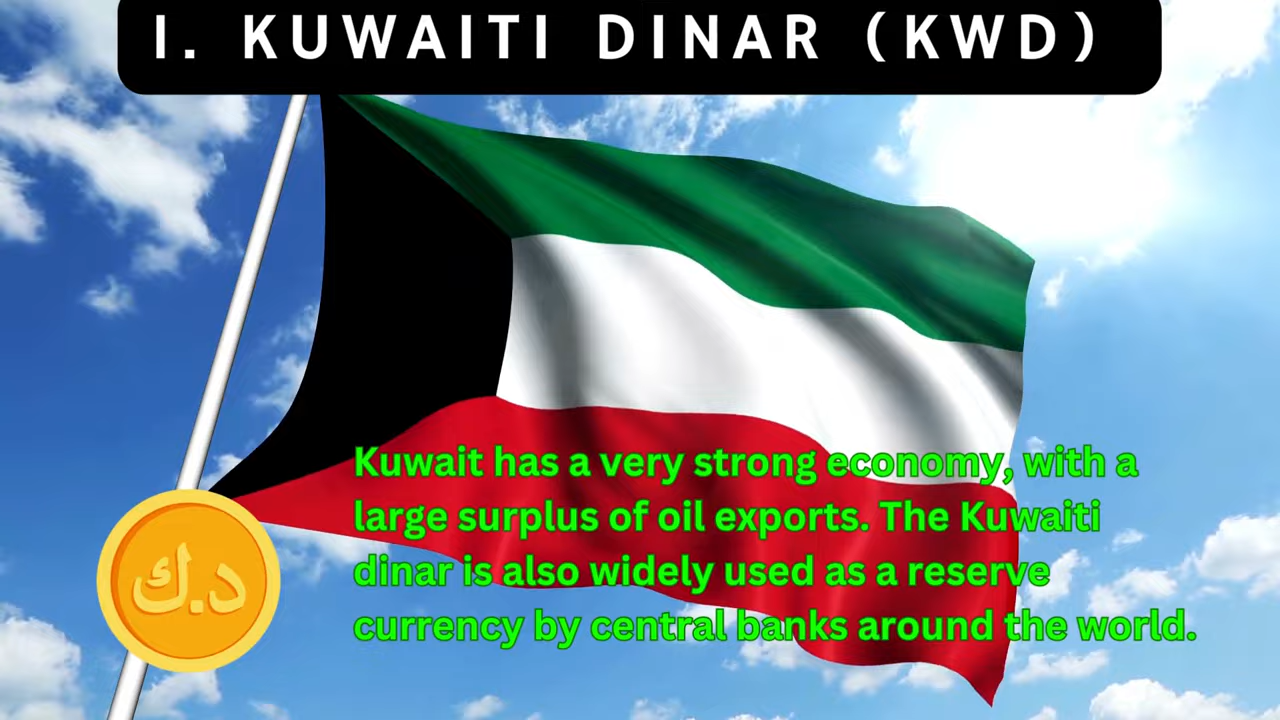 I. KUWAITI DINAR (KWD)
Kuwait has a very strong economy, with a
large surplus of oil exports. The Kuwaiti
dinar is also widely used as a reserve
currency by central banks around the world.
د.ك